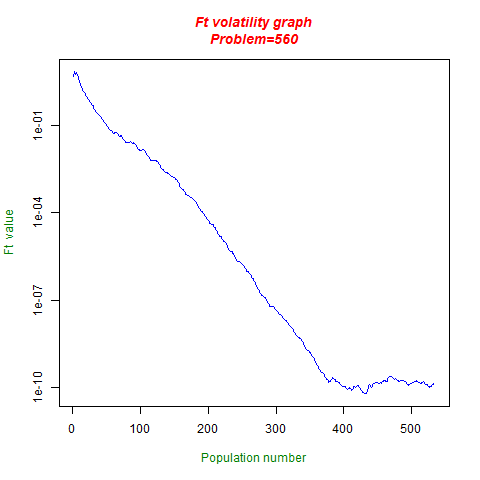 Ft volatility graph
Problem=560
Ft value
1e-01
1e-04
1e-07
1e-10
0 100 200 300 400 500
Population number